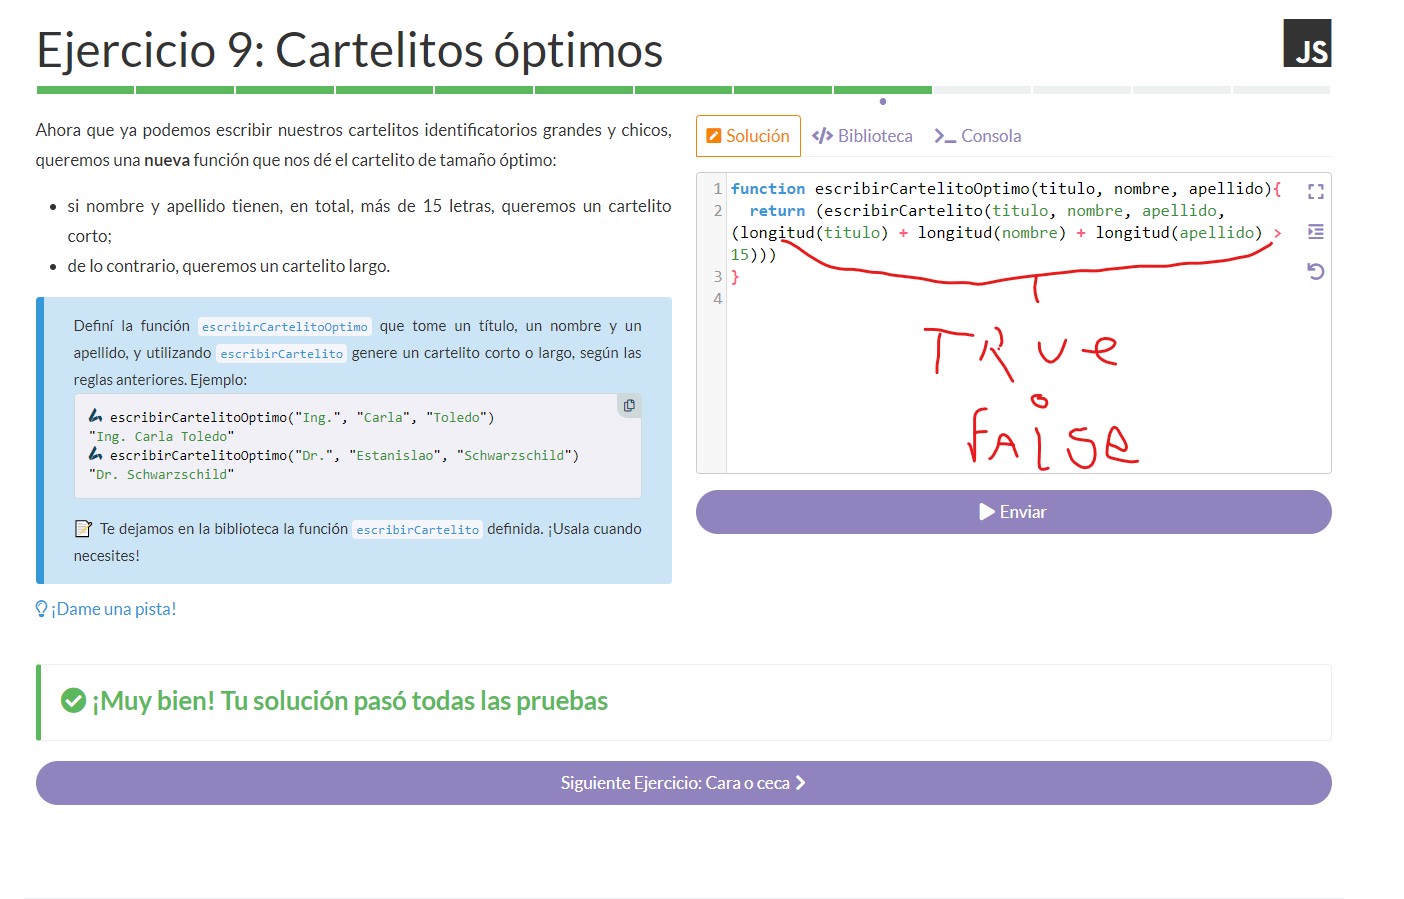 Ejercicio 9: Cartelitos óptimos
JS
Ahora que ya podemos escribir nuestros cartelitos identificatorios grandes y chicos,
queremos una nueva función que nos dé el cartelito de tamaño óptimo:
si nombre y apellido tienen, en total, más de 15 letras, queremos un cartelito
corto;
de lo contrario, queremos un cartelito largo.
Definí la función escribirCartelitoOptimo que tome un título, un nombre y un
apellido, y utilizando escribirCartelito genere un cartelito corto o largo, según las
reglas anteriores. Ejemplo:
escribirCartelitoOptimo("Ing.", "Carla", "Toledo")
"Ing. Carla Toledo"
escribirCartelitoOptimo("Dr.", "Estanislao", "Schwarzschild")
"Dr. Schwarzschild"
Te dejamos en la biblioteca la función escribirCartelito definida. ¡Usala cuando
necesites!
¡Dame una pista!
Solución
Biblioteca
Consola
1 function escribirCartelitoOptimo(titulo, nombre, apellido){
2 return (escribirCartelito(titulo, nombre, apellido,
(longitud(titulo) + longitud(nombre) + longitud(apellido) >
15)))
3 }
4
TRUe
o
FAlSe
Enviar
¡Muy bien! Tu solución pasó todas las pruebas
Siguiente Ejercicio: Cara o ceca